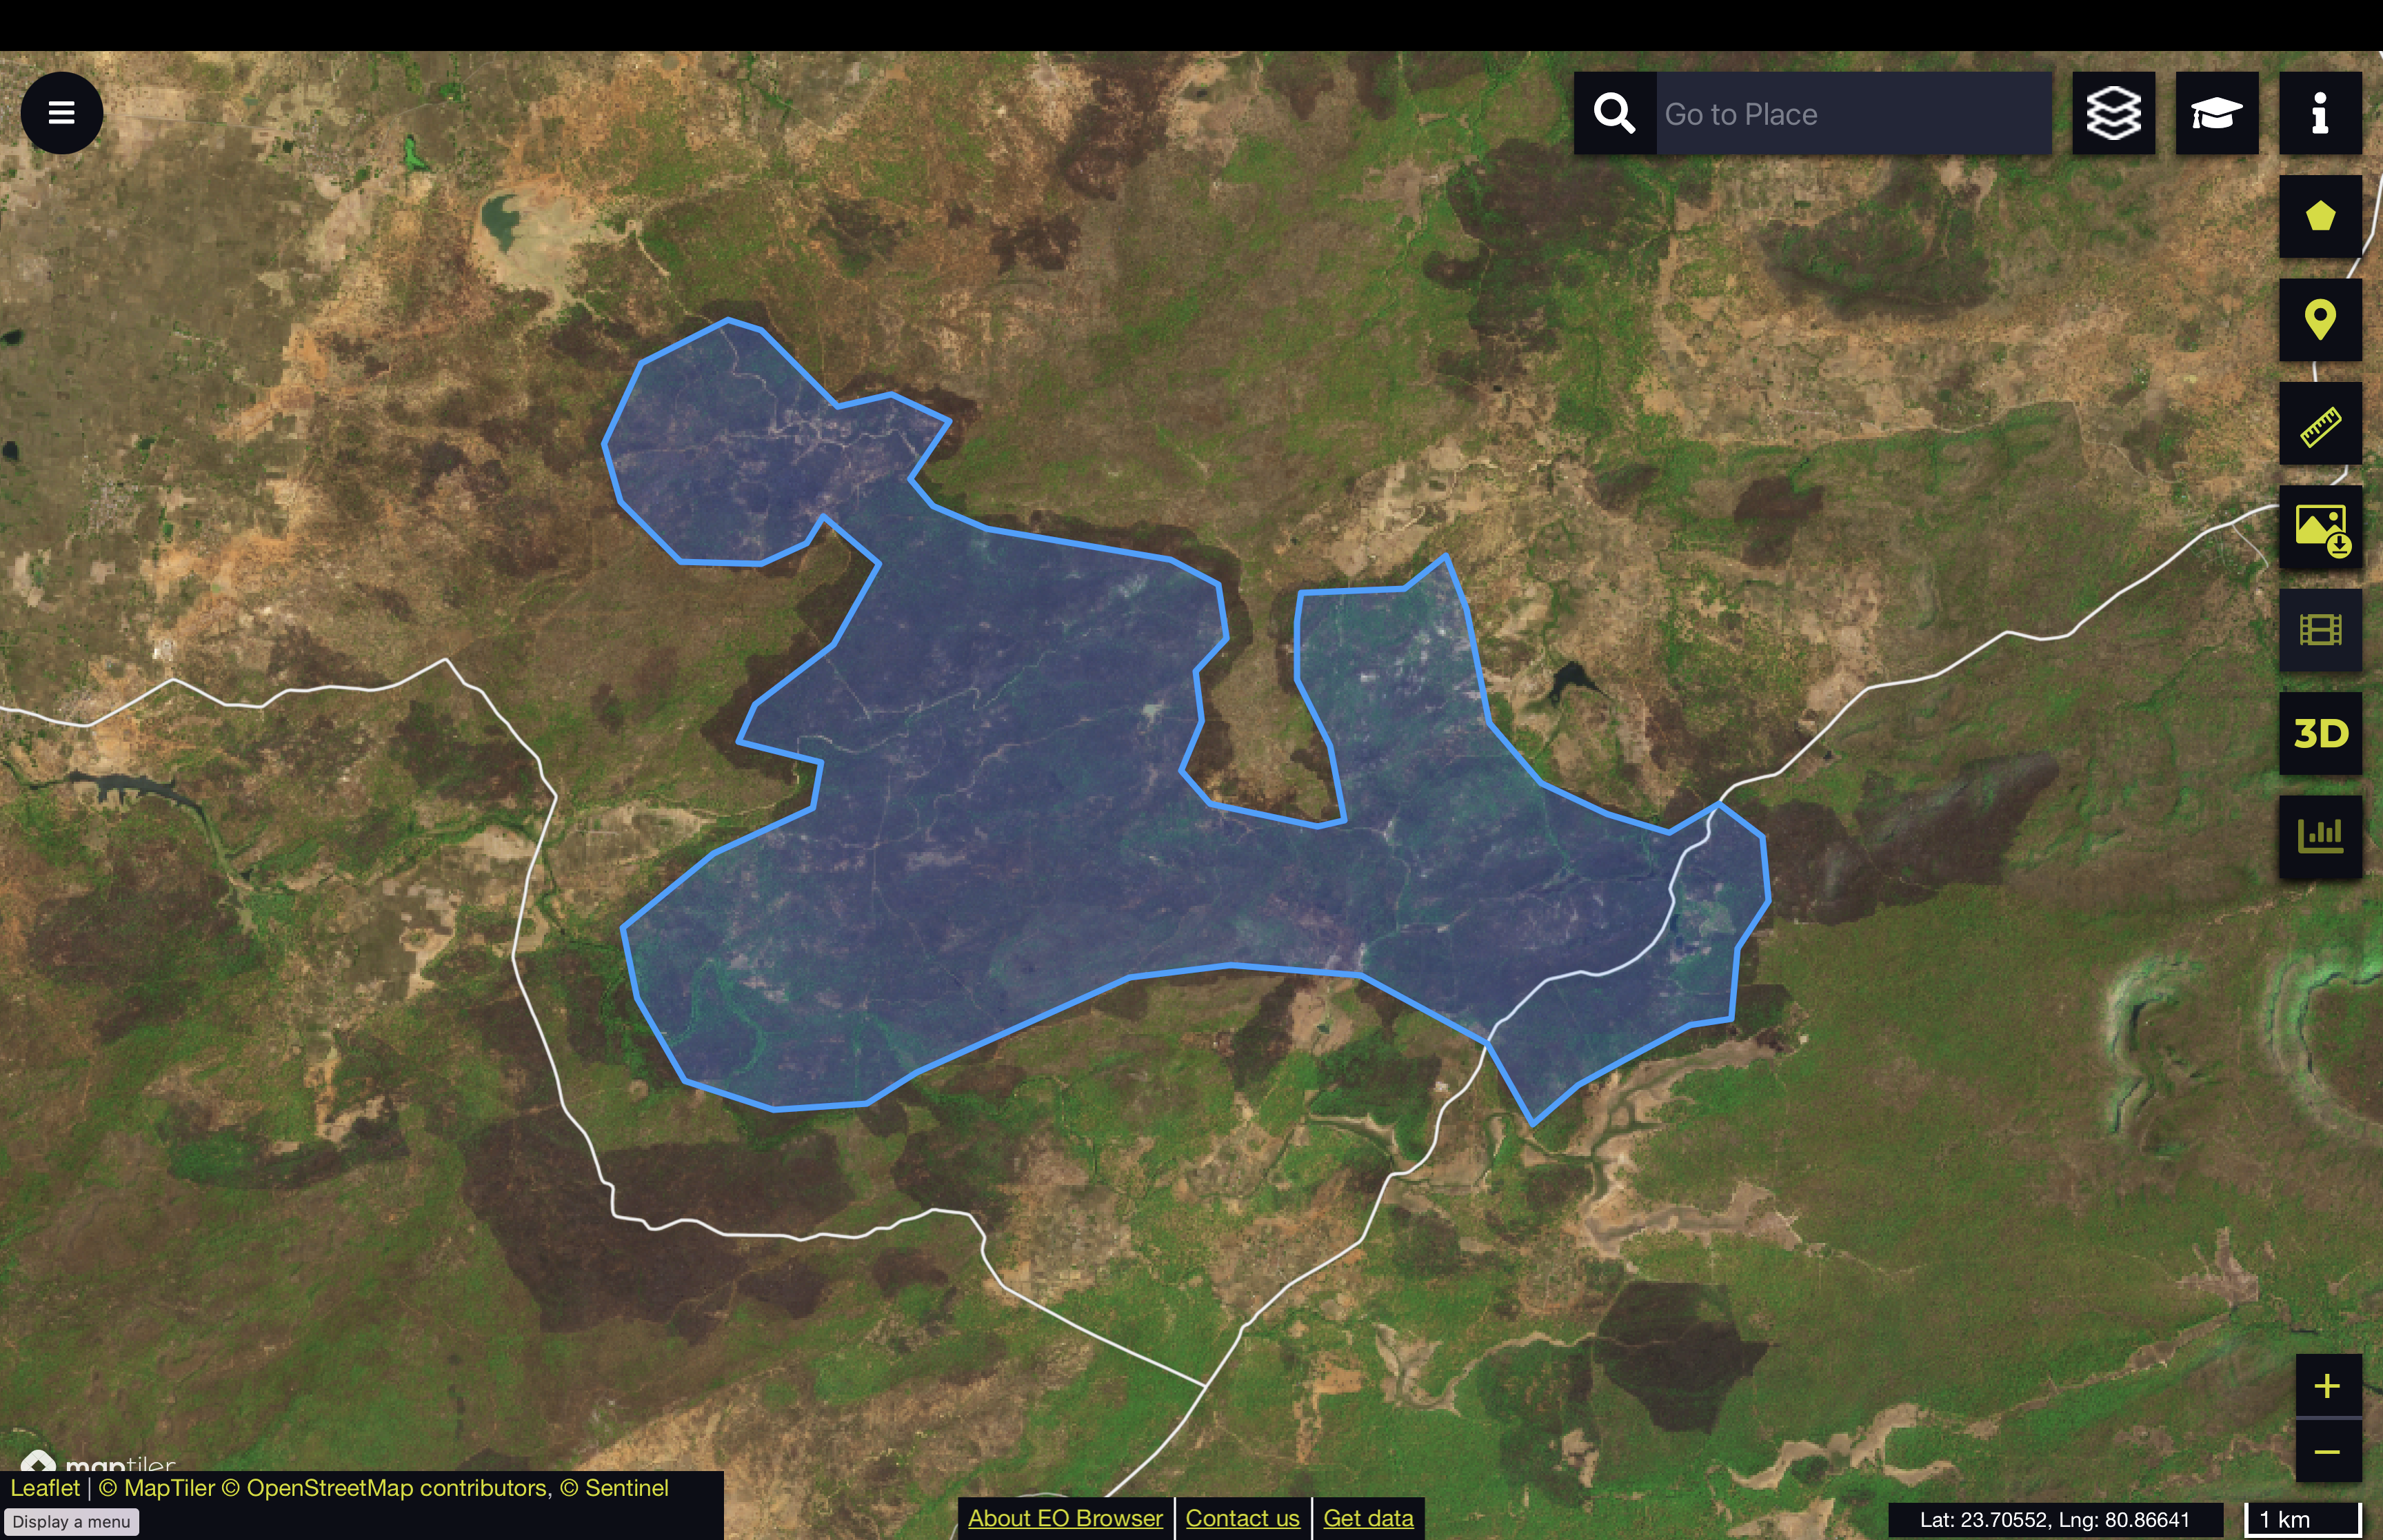 Go to Place
3D
maptiler
Leaflet | © MapTiler © OpenStreetMap contributors, © Sentinel
Display a menu
About EO Browser Contact us Get data
Lat: 23.70552, Lng: 80.86641
1 km